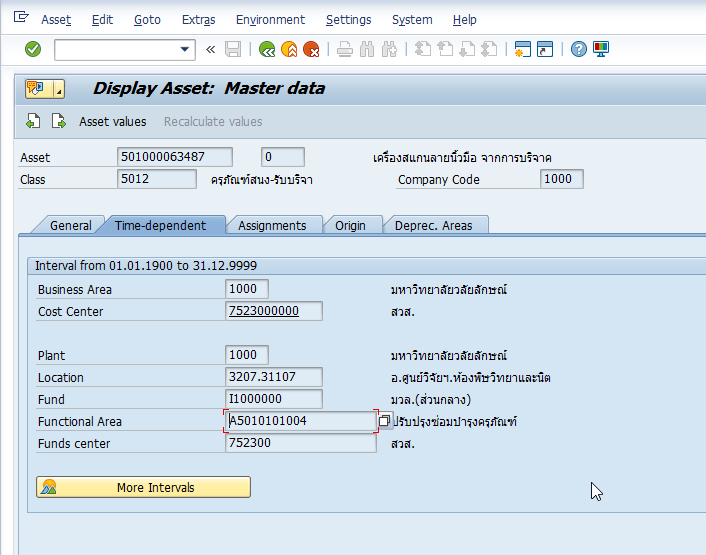 Asset Edit Goto Extras Environment Settings System Help
Display Asset: Master data
Asset values Recalculate values
Asset 501000063487 0 เครื่องสแกนลายนิ้วมือ จากการบริจาค
Class 5012 ครุภัณฑ์สนง-รับบริจา Company Code 1000
General Time-dependent Assignments Origin Deprec. Areas
Interval from 01.01.1900 to 31.12.9999
Business Area 1000 มหาวิทยาลัยวลัยลักษณ์
Cost Center 7523000000 สวส.
Plant 1000 มหาวิทยาลัยวลัยลักษณ์
Location 3207.31107 อ.ศูนย์วิจัยฯ.ห้องพิษวิทยาและนิต
Fund I1000000 มวล.(ส่วนกลาง)
Functional Area A5010101004 ปรับปรุงซ่อมบำรุงครุภัณฑ์
Funds center 752300 สวส.
More Intervals